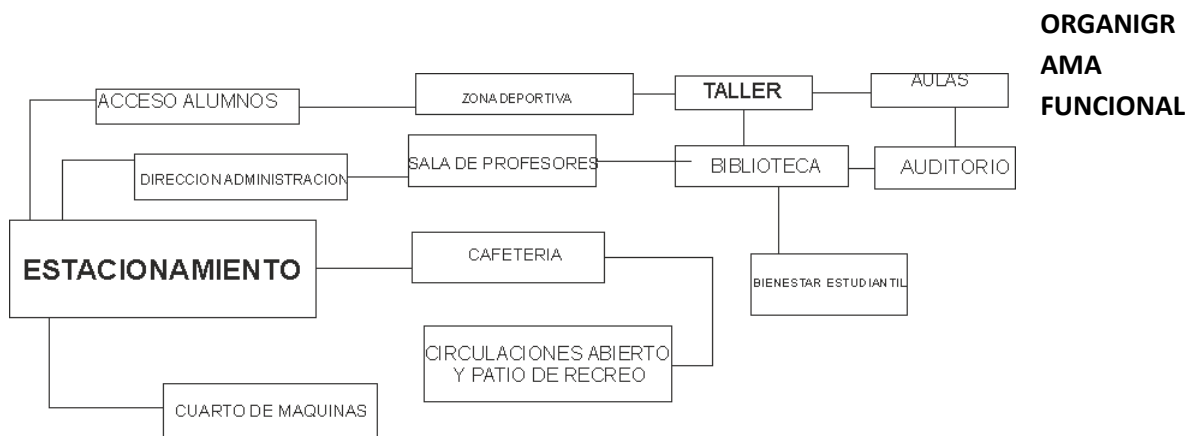 ORGANIGR
AMA
FUNCIONAL
ACCESO ALUMNOS
ZONA DEPORTIVA
TALLER
AULAS
DIRECCION ADMINISTRACION
SALA DE PROFESORES
BIBLIOTECA
AUDITORIO
ESTACIONAMIENTO
CAFETERIA
BIENESTAR ESTUDIANTIL
CIRCULACIONES ABIERTO
Y PATIO DE RECREO
CUARTO DE MAQUINAS